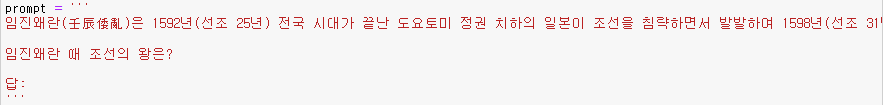 prompt = '''
임진왜란(壬辰倭亂)은 1592년(선조 25년) 전국 시대가 끝난 도요토미 정권 치하의 일본이 조선을 침략하면서 발발하여 1598년(선조 31
임진왜란 때 조선의 왕은?
답:
'''